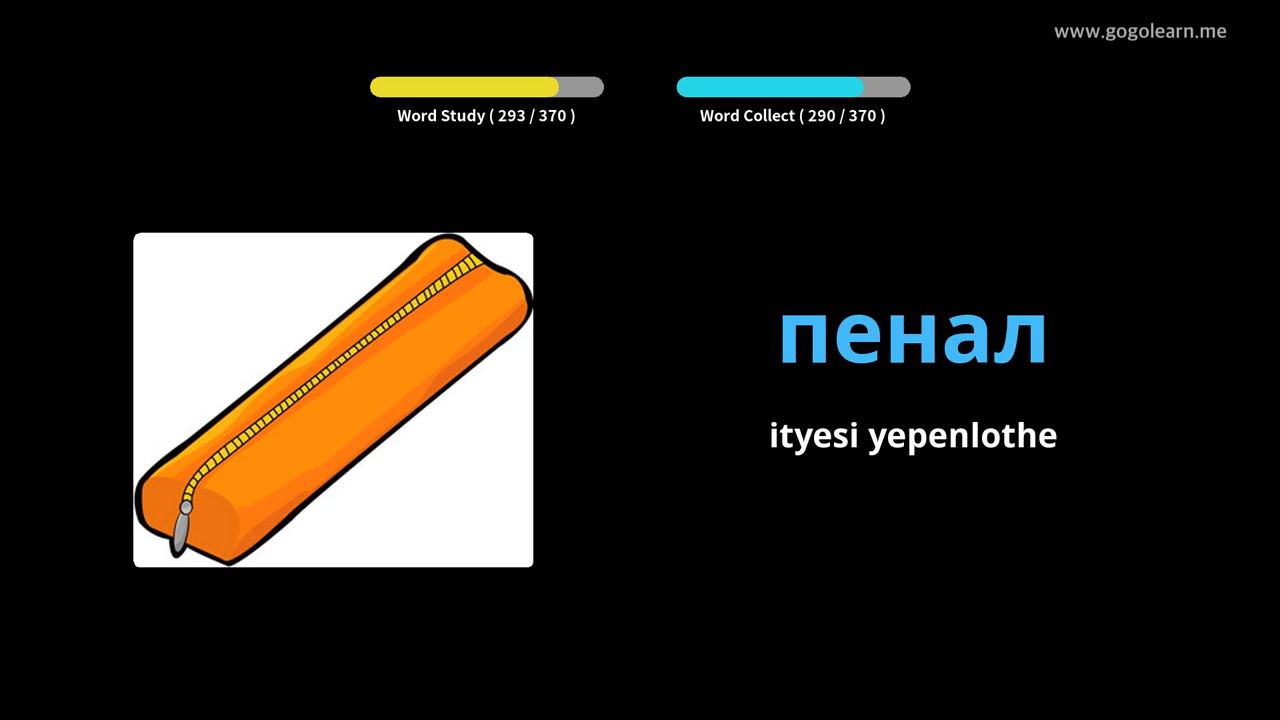 www.gogolearn.me
Word Study ( 293 / 370 )
Word Collect ( 290 / 370 )
пенал
ityesi yepenlothe